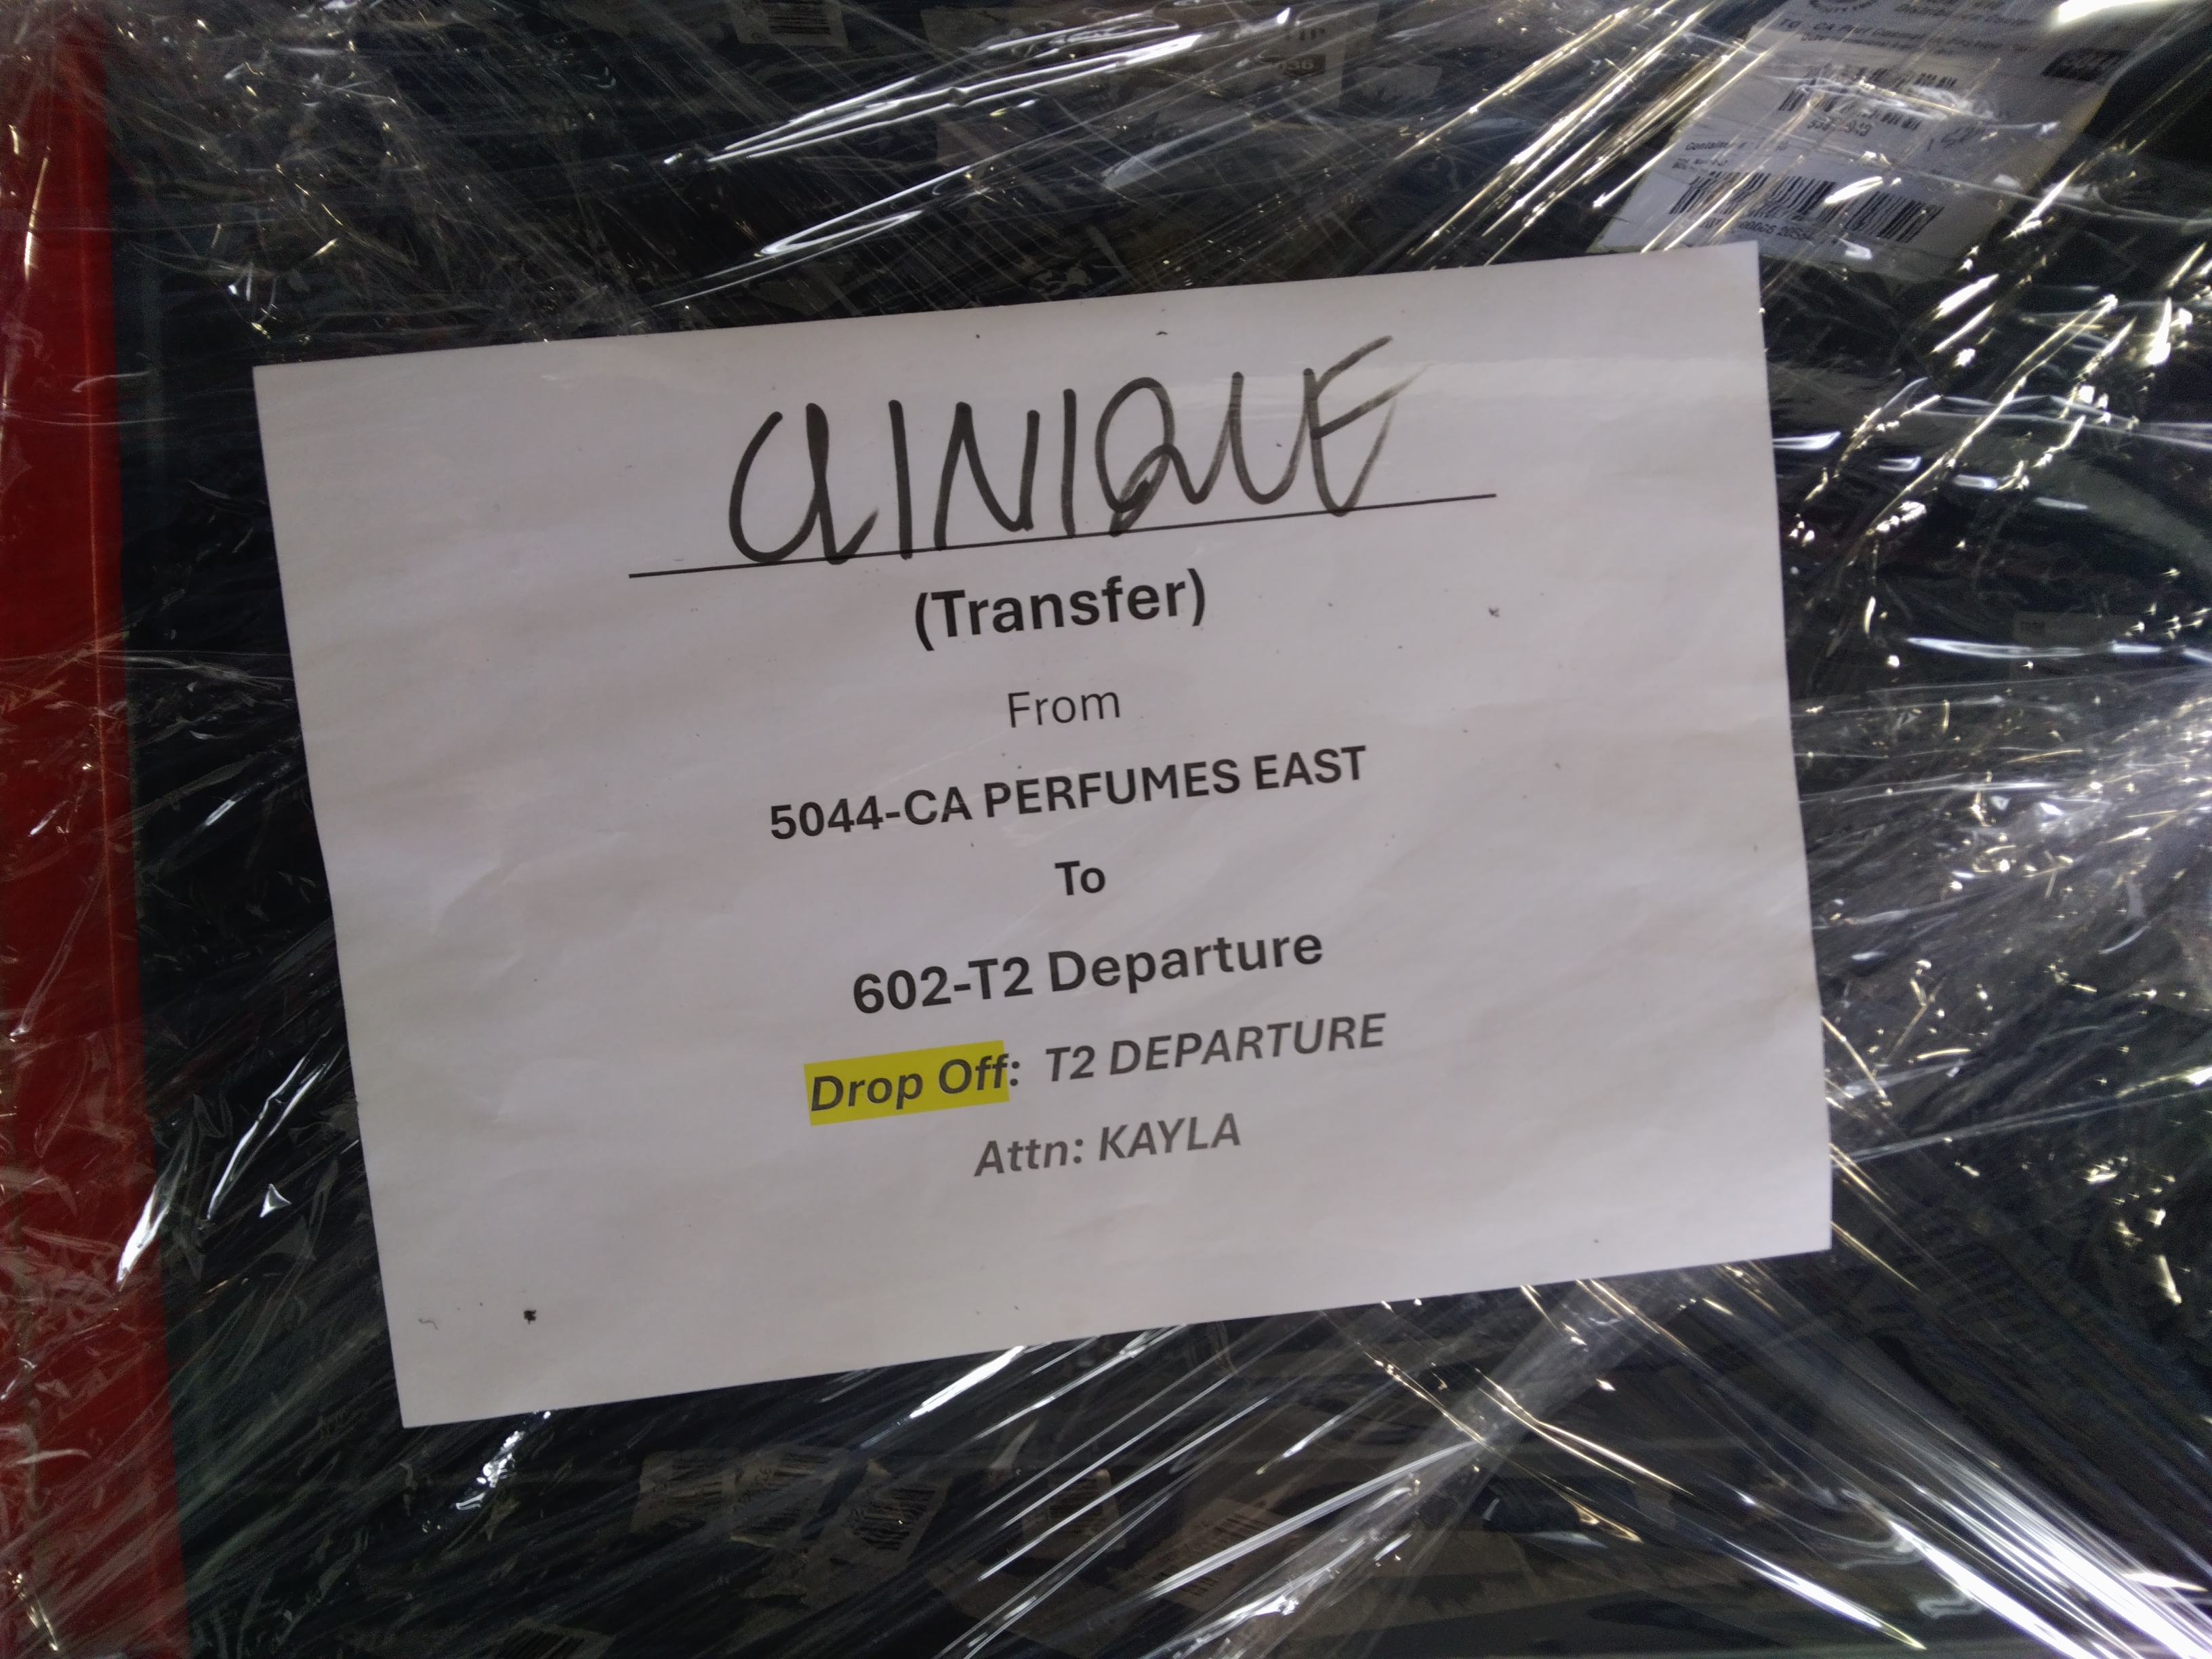 CLINIQUE
(Transfer)
From
5044-CA PERFUMES EAST
To
602-T2 Departure
Drop Off: T2 DEPARTURE
Attn: KAYLA